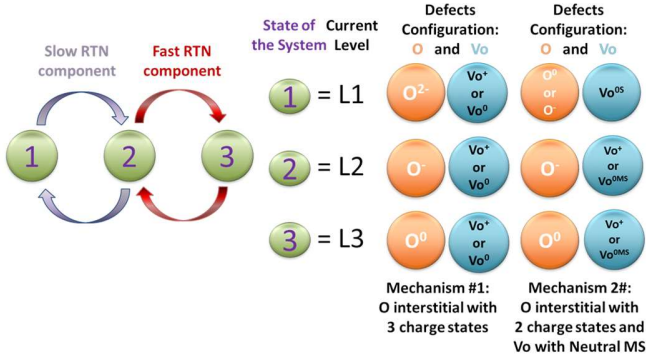 Slow RTN
component
Fast RTN
component
1
2
3
State of
the System
Current
Level
1 = L1
2 = L2
3 = L3
Defects
Configuration:
O and Vo
O²⁻
Vo⁺
or
Vo⁰
O⁻
Vo⁺
or
Vo⁰
O⁰
Vo⁺
or
Vo⁰
Mechanism #1:
O interstitial with
3 charge states
Defects
Configuration:
O and Vo
O⁰
or
O⁻
Vo⁰ˢ
O⁻
Vo⁺
or
Vo⁰ᴹˢ
O⁰
Vo⁺
or
Vo⁰ᴹˢ
Mechanism 2#:
O interstitial with
2 charge states and
Vo with Neutral MS